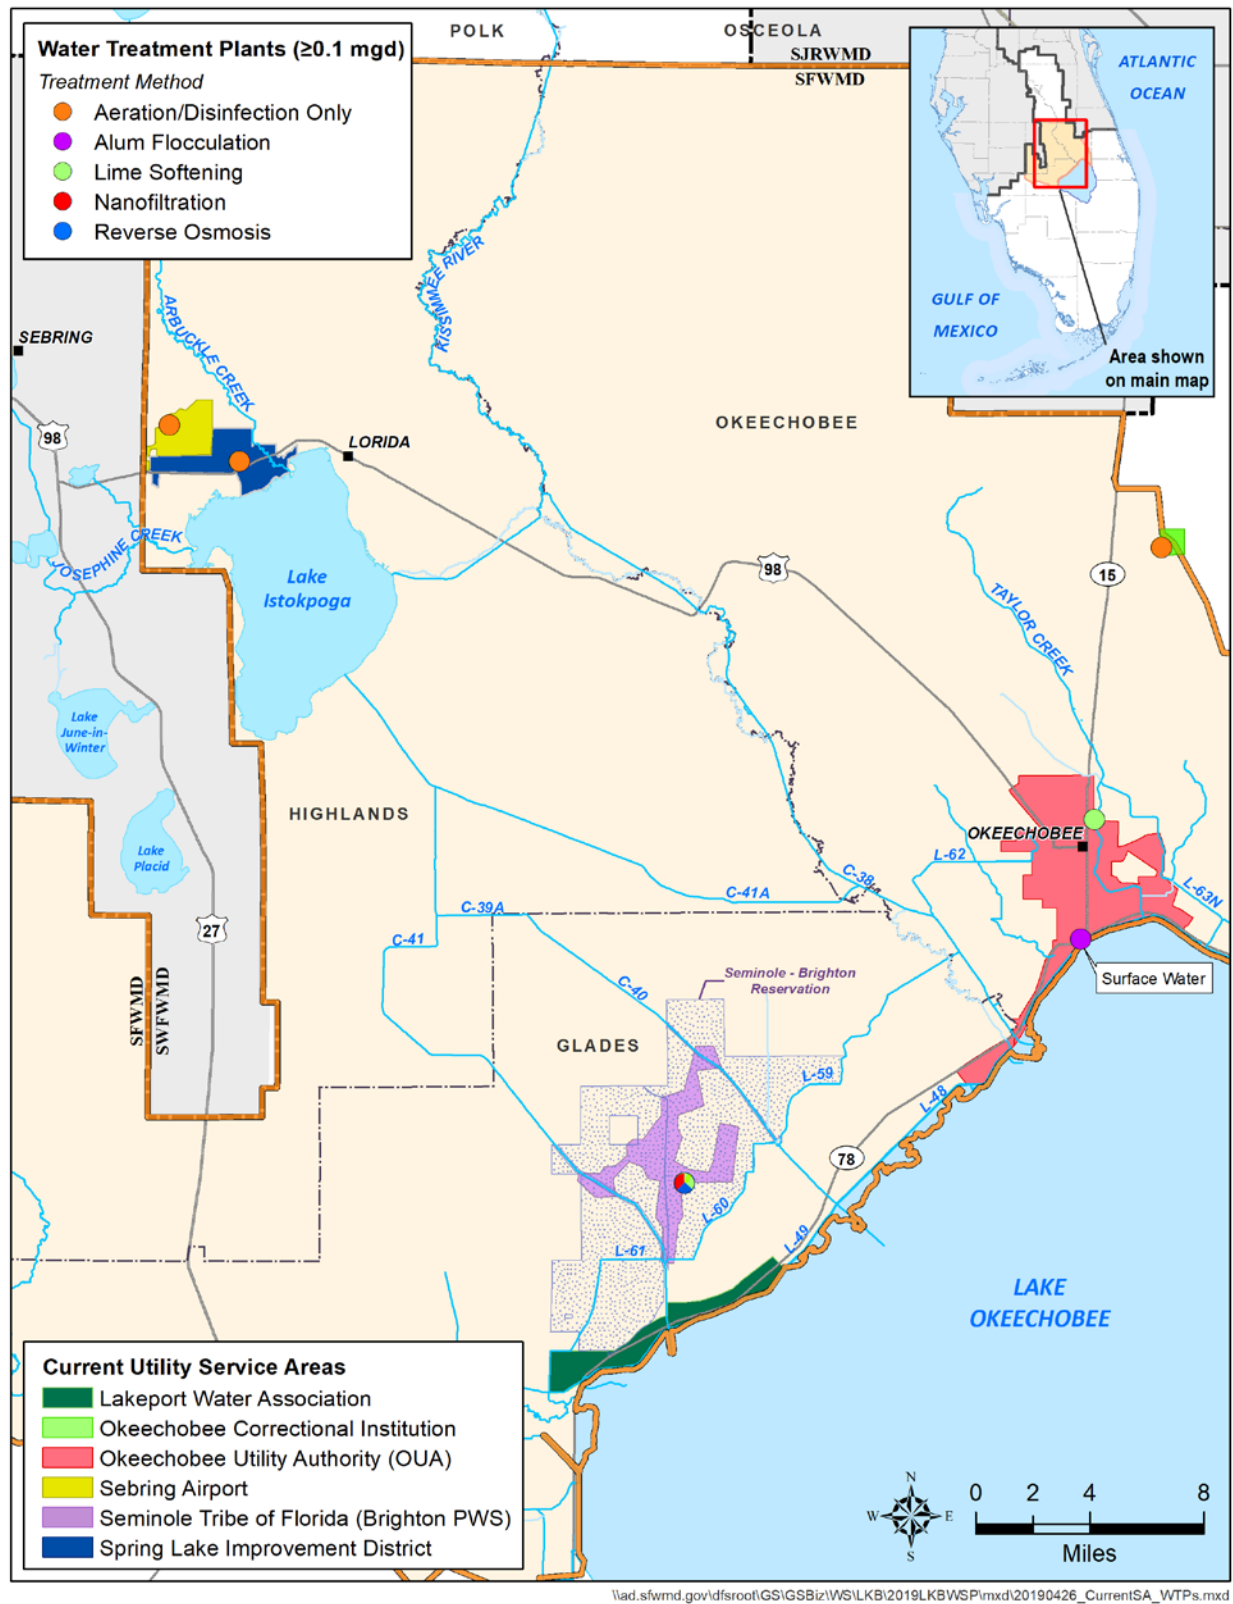 POLK
OSCEOLA
SJRWMD
SFWMD
Water Treatment Plants (≥0.1 mgd)
Treatment Method
Aeration/Disinfection Only
Alum Flocculation
Lime Softening
Nanofiltration
Reverse Osmosis
ATLANTIC
OCEAN
GULF OF
MEXICO
Area shown
on main map
KISSIMMEE RIVER
ARBUCKLE CREEK
SEBRING
98
LORIDA
OKEECHOBEE
JOSEPHINE CREEK
Lake
Istokpoga
98
15
TAYLOR CREEK
Lake
June-in-
Winter
HIGHLANDS
Lake
Placid
OKEECHOBEE
L-62
C-38
C-41A
L-63N
C-39A
C-41
27
SFWMD
SWFWMD
C-40
Seminole - Brighton
Reservation
Surface Water
GLADES
L-59
L-48
78
L-60
L-49
L-61
LAKE
OKEECHOBEE
Current Utility Service Areas
Lakeport Water Association
Okeechobee Correctional Institution
Okeechobee Utility Authority (OUA)
Sebring Airport
Seminole Tribe of Florida (Brighton PWS)
Spring Lake Improvement District
N
W
E
S
0 2 4 8
Miles
\\ad.sfwmd.gov\dfsroot\GS\GSBiz\WS\LKB\2019LKBWSP\mxd\20190426_CurrentSA_WTPs.mxd